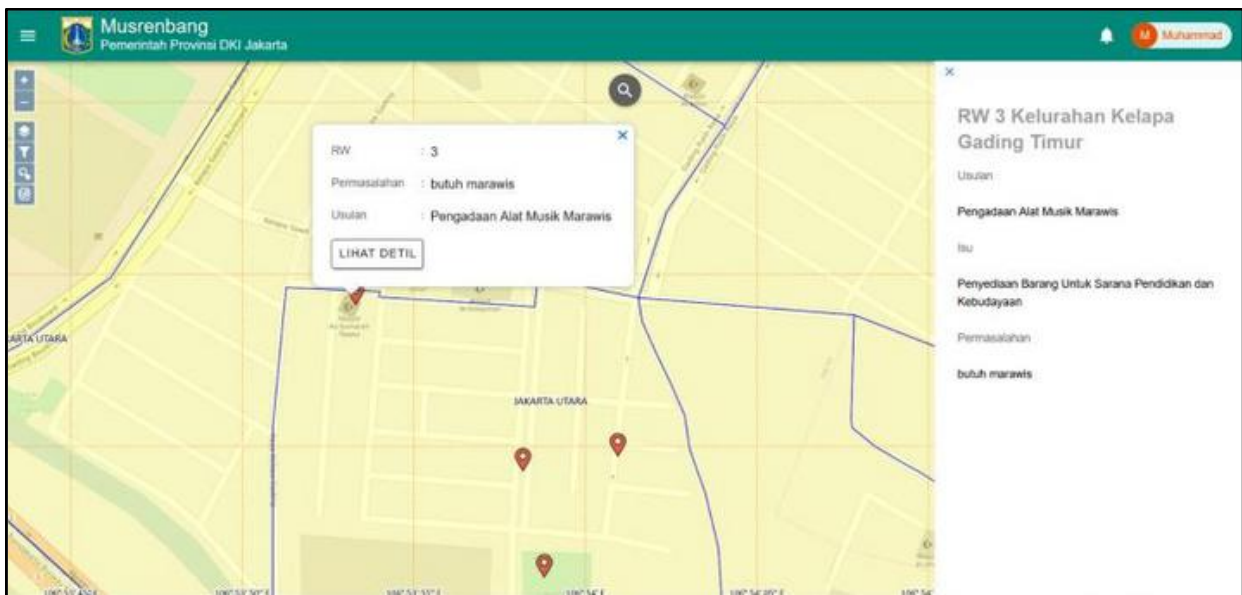 Musrenbang
Pemerintah Provinsi DKI Jakarta
M Muhammad
RW : 3
Permasalahan : butuh marawis
Usulan : Pengadaan Alat Musik Marawis
LIHAT DETIL
JAKARTA UTARA
RW 3 Kelurahan Kelapa
Gading Timur
Usulan
Pengadaan Alat Musik Marawis
Isu
Penyediaan Barang Untuk Sarana Pendidikan dan
Kebudayaan
Permasalahan
butuh marawis